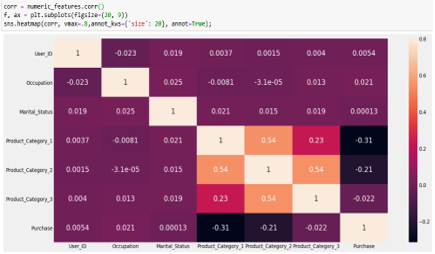 corr = numeric_features.corr()
f, ax = plt.subplots(figsize=(20, 9))
sns.heatmap(corr, vmax=.8,annot_kws={'size': 20}, annot=True);
User_ID 1 -0.023 0.019 0.0037 0.0015 0.004 0.0054
Occupation -0.023 1 0.025 -0.0081 -3.1e-05 0.013 0.021
Marital_Status 0.019 0.025 1 0.021 0.015 0.019 0.00013
Product_Category_1 0.0037 -0.0081 0.021 1 0.54 0.23 -0.31
Product_Category_2 0.0015 -3.1e-05 0.015 0.54 1 0.54 -0.21
Product_Category_3 0.004 0.013 0.019 0.23 0.54 1 -0.022
Purchase 0.0054 0.021 0.00013 -0.31 -0.21 -0.022 1
User_ID Occupation Marital_Status Product_Category_1 Product_Category_2 Product_Category_3 Purchase
0.8
0.6
0.4
0.2
0.0
-0.2